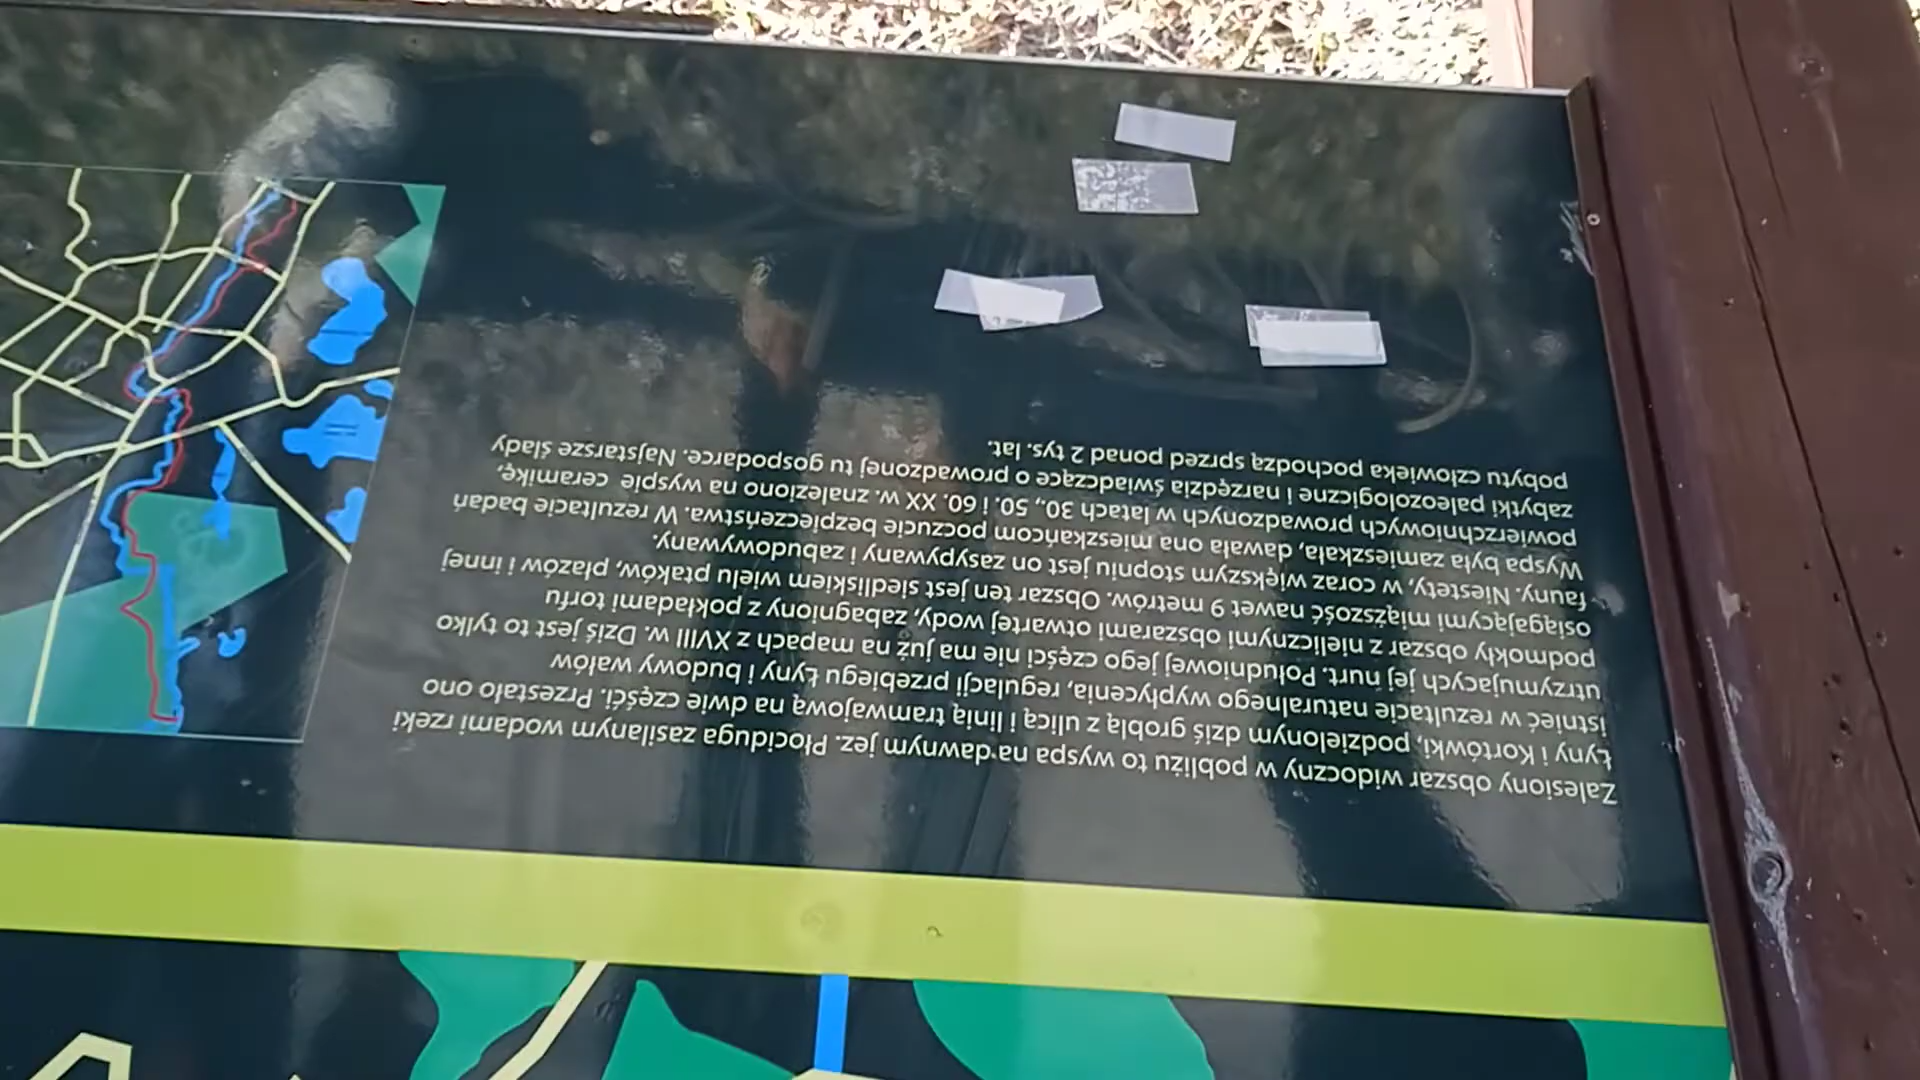 Zalesiony obszar widoczny w pobliżu to wyspa na dawnym jez. Płociduga zasilanym wodami rzeki
Łyny i Kortówki, podzielonym dziś groblą z ulicą i linią tramwajową na dwie części. Przestało ono
istnieć w rezultacie naturalnego wypłycenia, regulacji przebiegu Łyny i budowy wałów
utrzymujących jej nurt. Południowej jego części nie ma już na mapach z XVIII w. Dziś jest to tylko
podmokły obszar z nielicznymi obszarami otwartej wody, zabagniony z pokładami torfu
osiągającymi miąższość nawet 9 metrów. Obszar ten jest siedliskiem wielu ptaków, płazów i innej
fauny. Niestety, w coraz większym stopniu jest on zasypywany i zabudowywany.
Wyspa była zamieszkała, dawała ona mieszkańcom poczucie bezpieczeństwa. W rezultacie badań
powierzchniowych prowadzonych w latach 30., 50. i 60. XX w. znaleziono na wyspie ceramikę,
zabytki paleozoologiczne i narzędzia świadczące o prowadzonej tu gospodarce. Najstarsze ślady
pobytu człowieka pochodzą sprzed ponad 2 tys. lat.